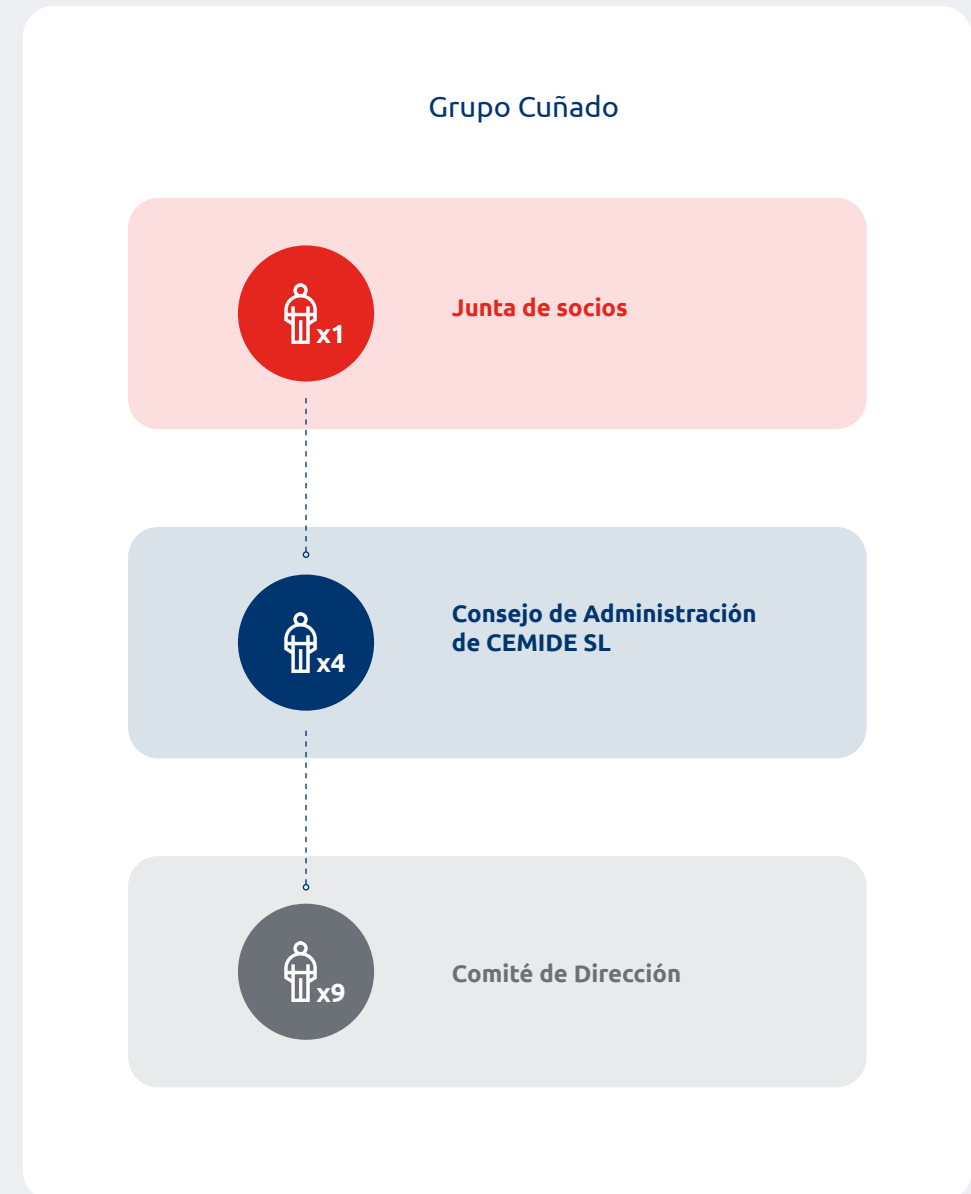 Grupo Cuñado
x1
Junta de socios
x4
Consejo de Administración
de CEMIDE SL
x9
Comité de Dirección